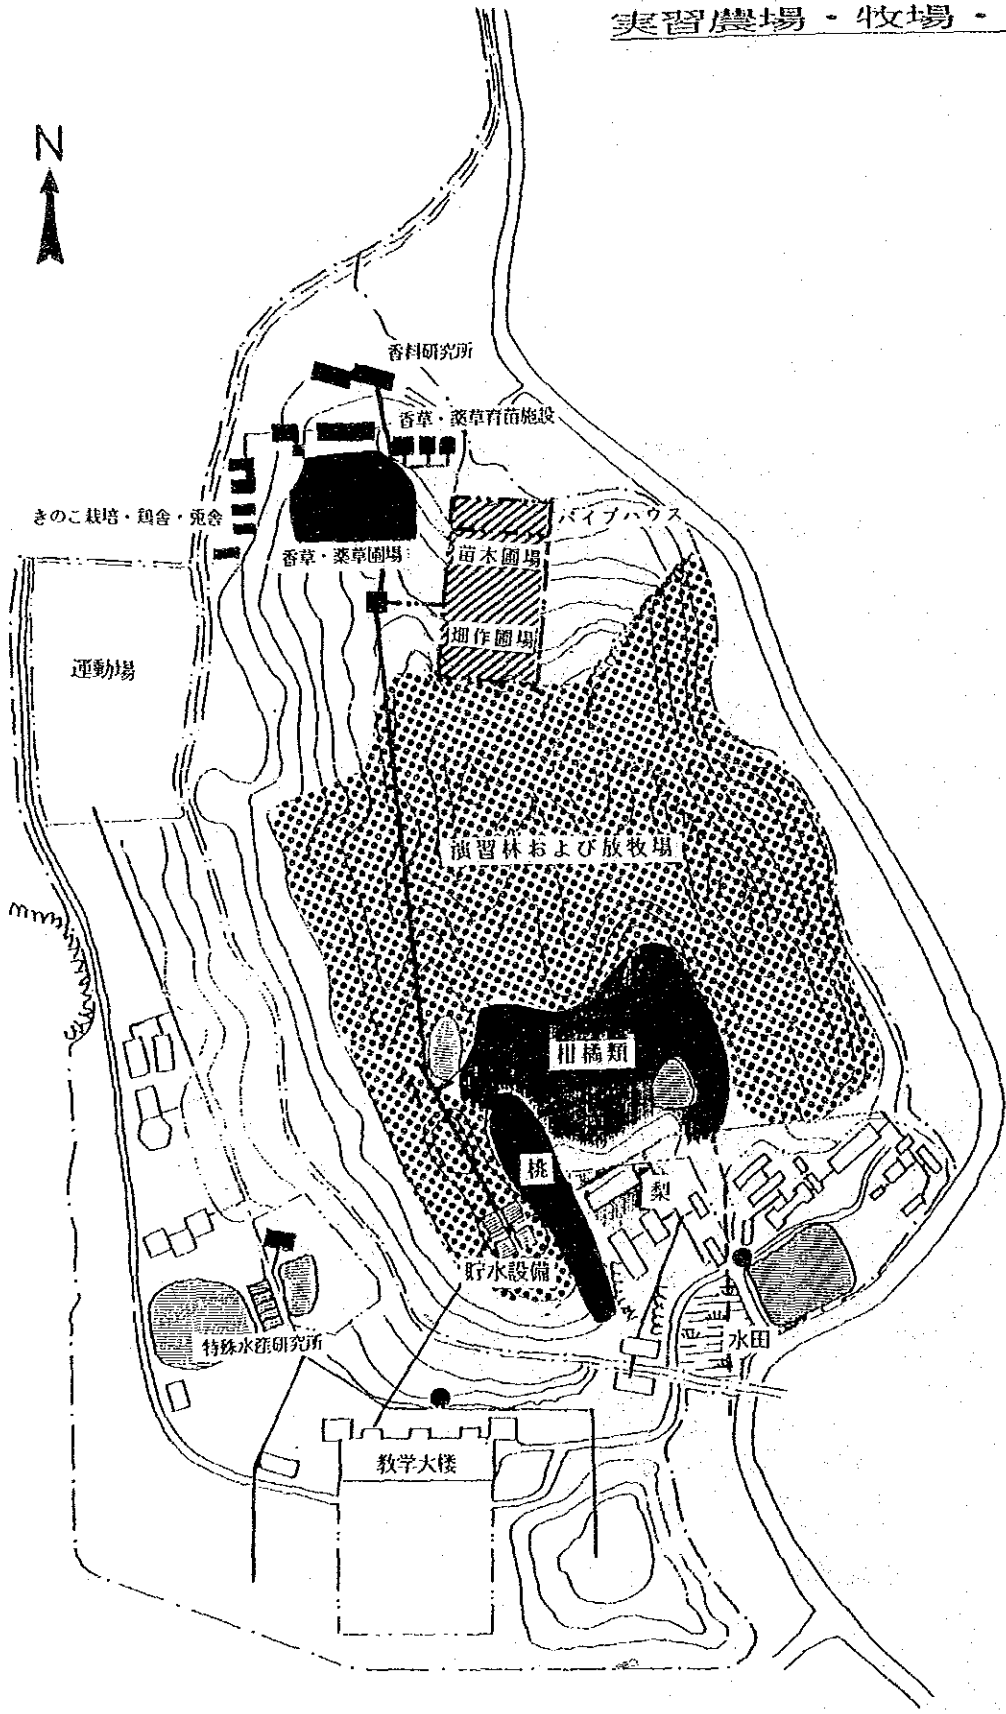 実習農場・牧場・
N
香料研究所
香草・薬草育苗施設
きのこ栽培・鶏舎・兎舎
パイプハウス
香草・薬草圃場
苗木圃場
畑作圃場
運動場
演習林および放牧場
柑橘類
桃
梨
貯水設備
水田
特殊水産研究所
教学大楼